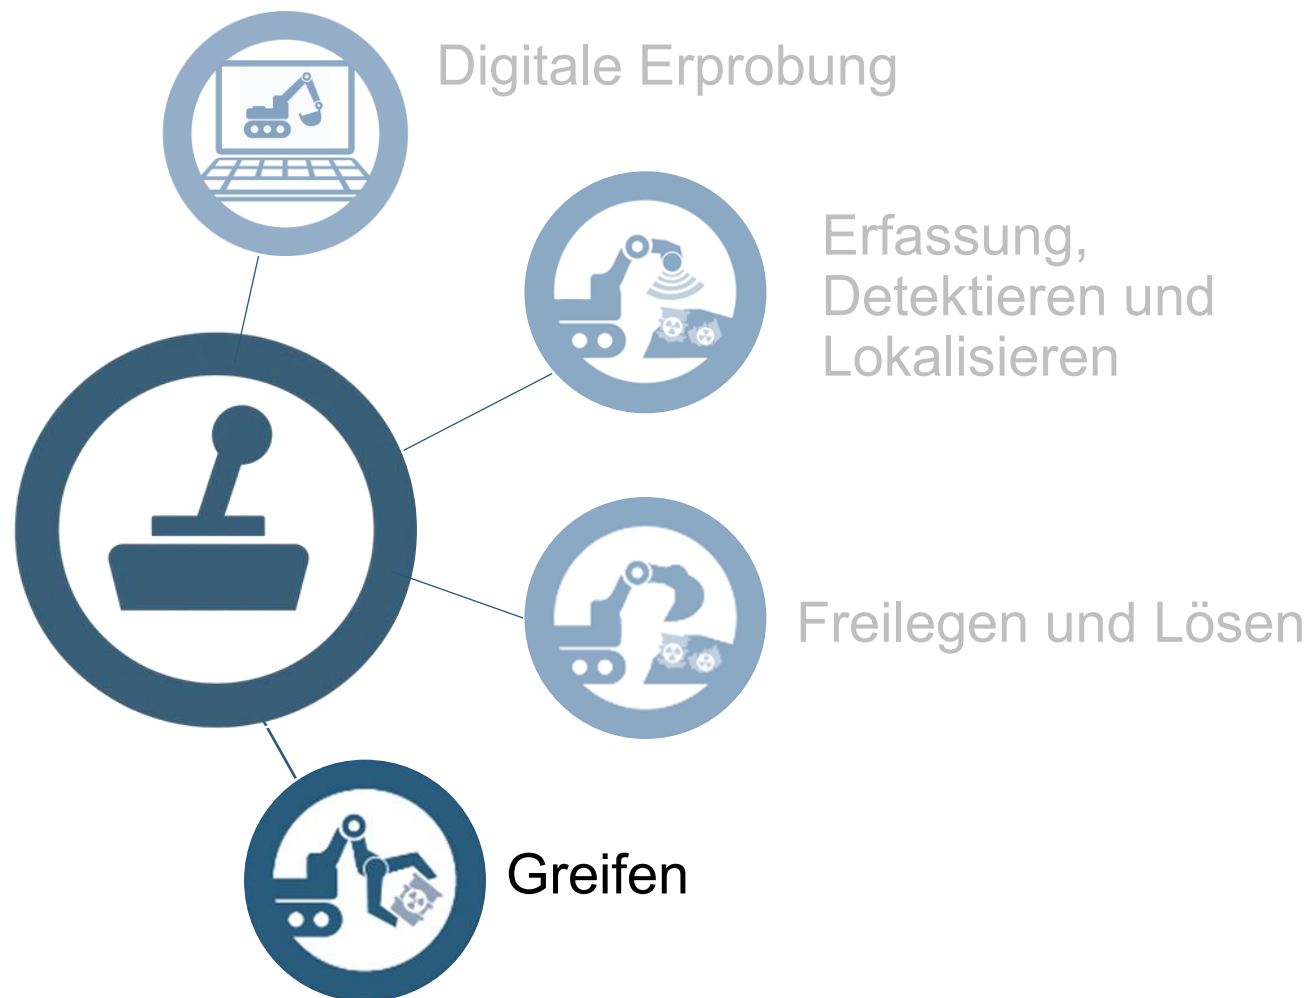 Digitale Erprobung
Erfassung,
Detektieren und
Lokalisieren
Freilegen und Lösen
Greifen